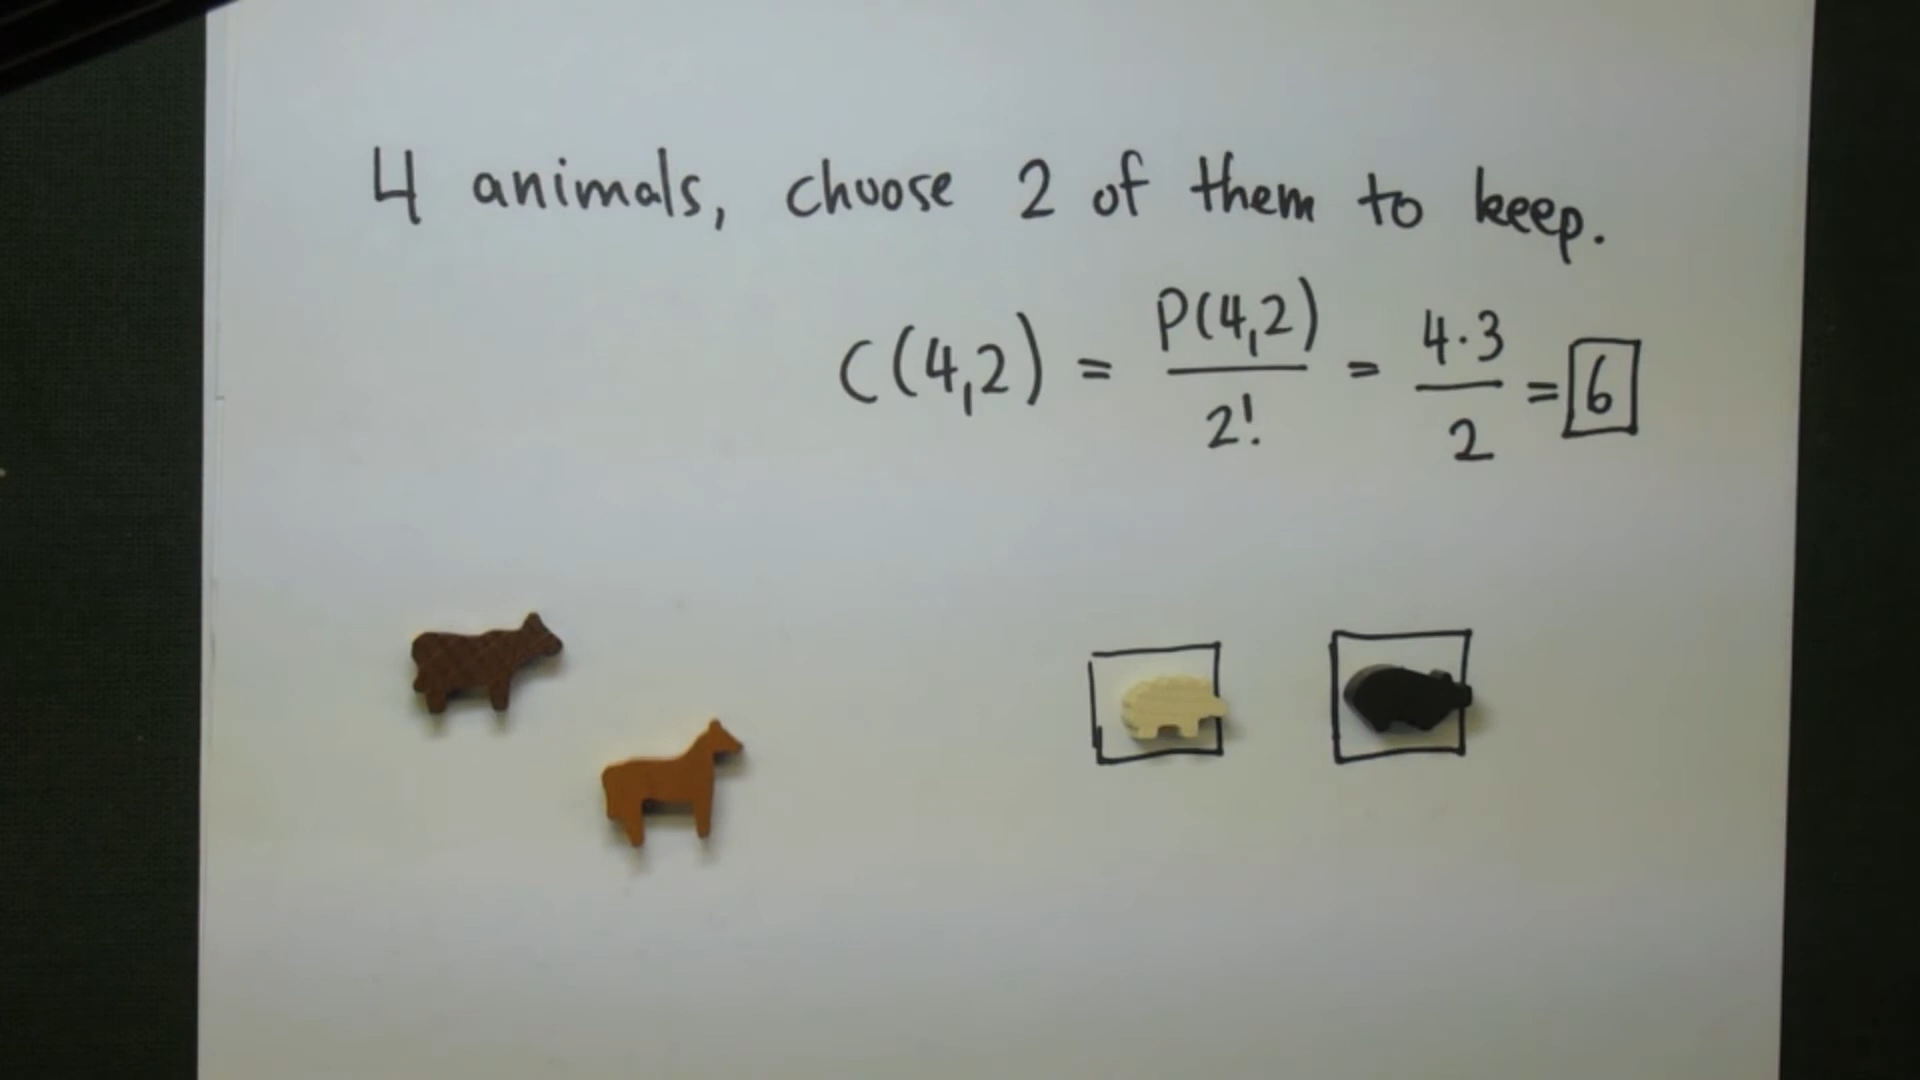 4 animals, choose 2 of them to keep.
C(4,2) = P(4,2)/2! = 4·3/2 = 6